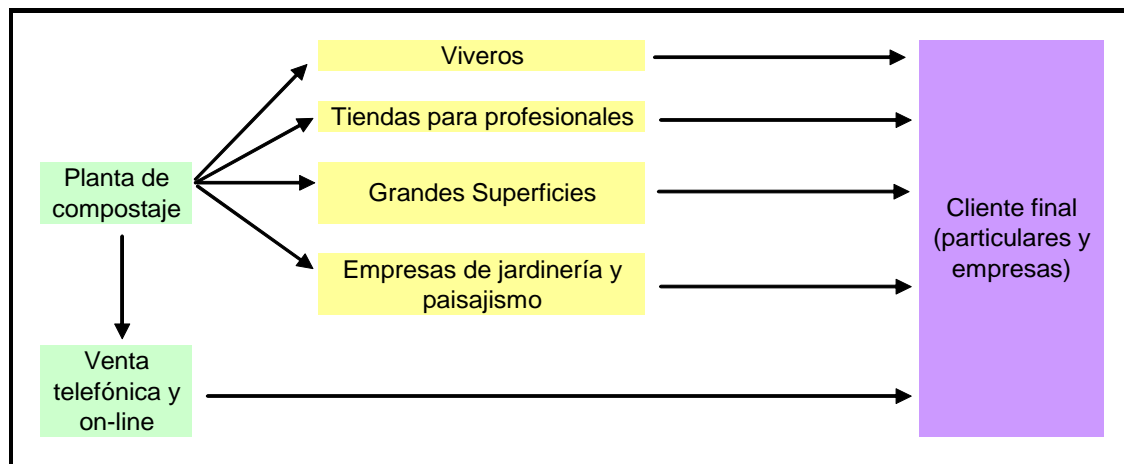 Viveros
Tiendas para profesionales
Planta de
compostaje
Grandes Superficies
Empresas de jardinería y
paisajismo
Venta
telefónica y
on-line
Cliente final
(particulares y
empresas)